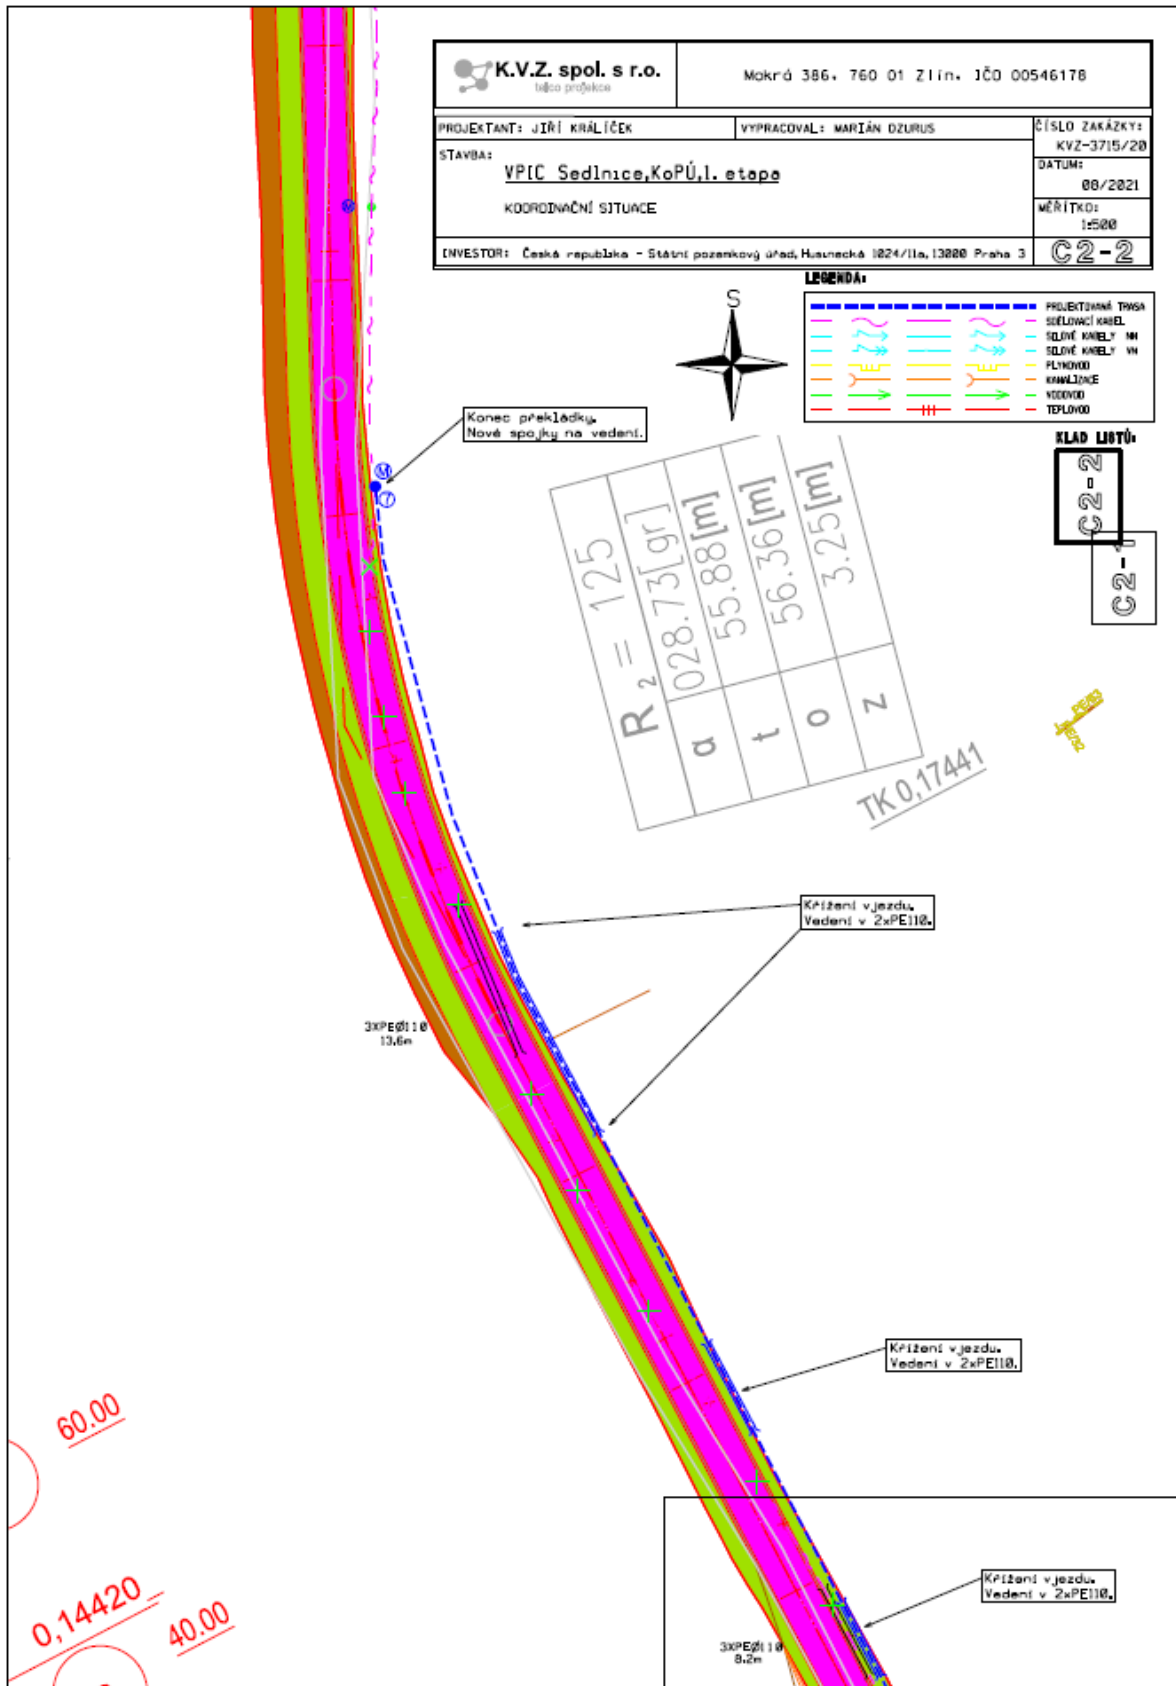 K.V.Z. spol. s r.o.
telco projekce
Mokrá 386, 760 01 Zlín, IČO 00546178
PROJEKTANT: JIŘÍ KRÁLÍČEK
VYPRACOVAL: MARIÁN DZURUS
ČÍSLO ZAKÁZKY:
KVZ-3715/20
STAVBA:
VPIC Sedlnice,KoPÚ,I. etapa
KOORDINAČNÍ SITUACE
DATUM:
08/2021
MĚŘÍTKO:
1:500
INVESTOR: Česká republika - Státní pozemkový úřad, Husinecká 1024/11a, 13000 Praha 3
C2-2
LEGENDA:
PROJEKTOVANÁ TRASA
SDĚLOVACÍ KABEL
SILOVÉ KABELY NN
SILOVÉ KABELY VN
PLYNOVOD
KANALIZACE
VODOVOD
TEPLOVOD
S
KLAD LISTŮ:
C2-2
C2-1
Konec překládky.
Nové spojky na vedení.
M
M
R2 = 125
a 028.73[gr]
t 55.88[m]
o 56.36[m]
z 3.25[m]
TK 0,17441
Křížení vjezdu.
Vedení v 2xPE110.
3XPEØ110
13.6m
Křížení vjezdu.
Vedení v 2xPE110.
60.00
0,14420
40.00
Křížení vjezdu.
Vedení v 2xPE110.
3XPEØ110
8.2m